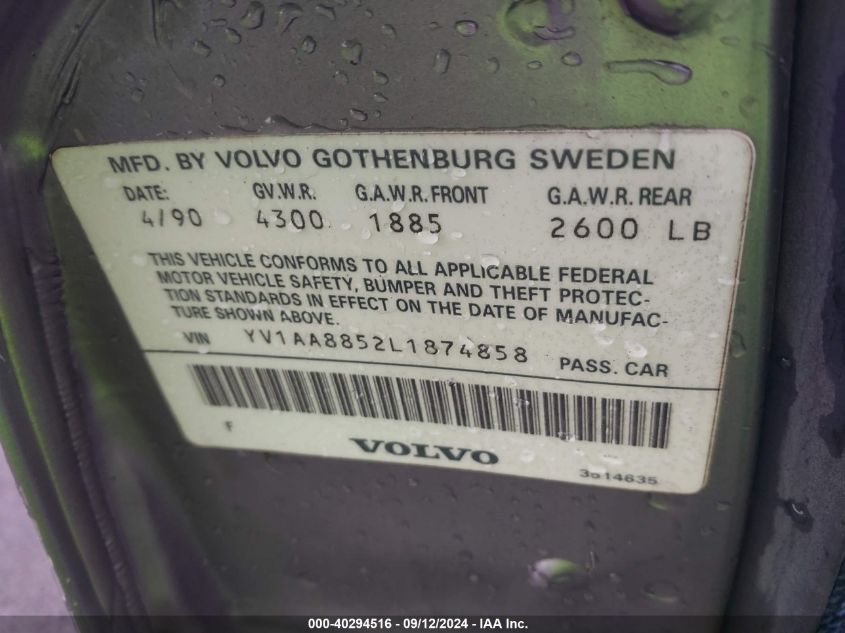 MFD. BY VOLVO GOTHENBURG SWEDEN
DATE: GV.W.R. G.A.W.R. FRONT G.A.W.R. REAR
4/90 4300 1885 2600 LB
THIS VEHICLE CONFORMS TO ALL APPLICABLE FEDERAL
MOTOR VEHICLE SAFETY, BUMPER AND THEFT PROTEC-
TION STANDARDS IN EFFECT ON THE DATE OF MANUFAC-
TURE SHOWN ABOVE.
VIN YV1AA8852L1874858 PASS. CAR
F
VOLVO
3514635
000-40294516 - 09/12/2024 - IAA Inc.